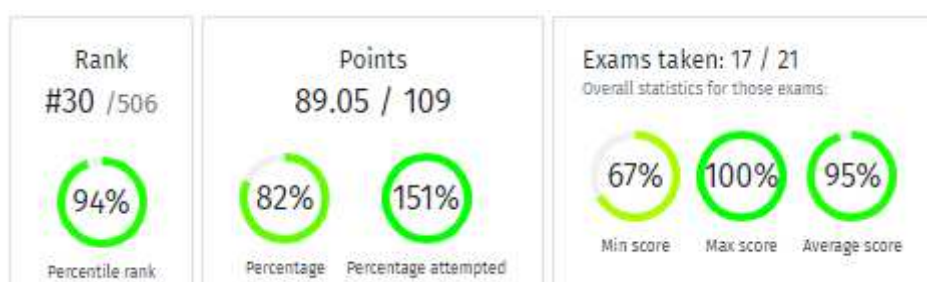 Rank
#30 /506
94%
Percentile rank
Points
89.05 / 109
82%
Percentage
151%
Percentage attempted
Exams taken: 17 / 21
Overall statistics for those exams:
67%
Min score
100%
Max score
95%
Average score